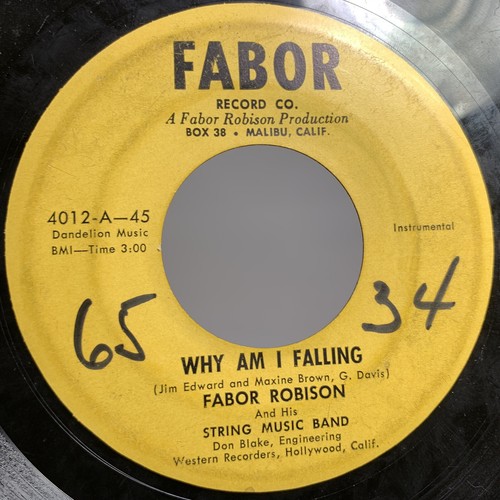 FABOR
RECORD CO.
A Fabor Robison Production
BOX 38 • MALIBU, CALIF.
4012-A—45
Dandelion Music
BMI—Time 3:00
Instrumental
65
34
WHY AM I FALLING
(Jim Edward and Maxine Brown, G. Davis)
FABOR ROBISON
And His
STRING MUSIC BAND
Don Blake, Engineering
Western Recorders, Hollywood, Calif.